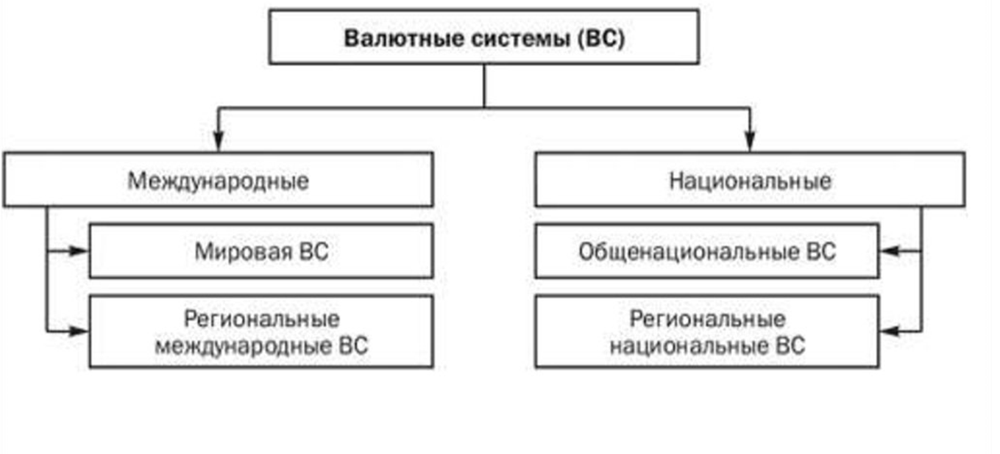 Валютные системы (ВС)
Международные
Мировая ВС
Региональные
международные ВС
Национальные
Общенациональные ВС
Региональные
национальные ВС